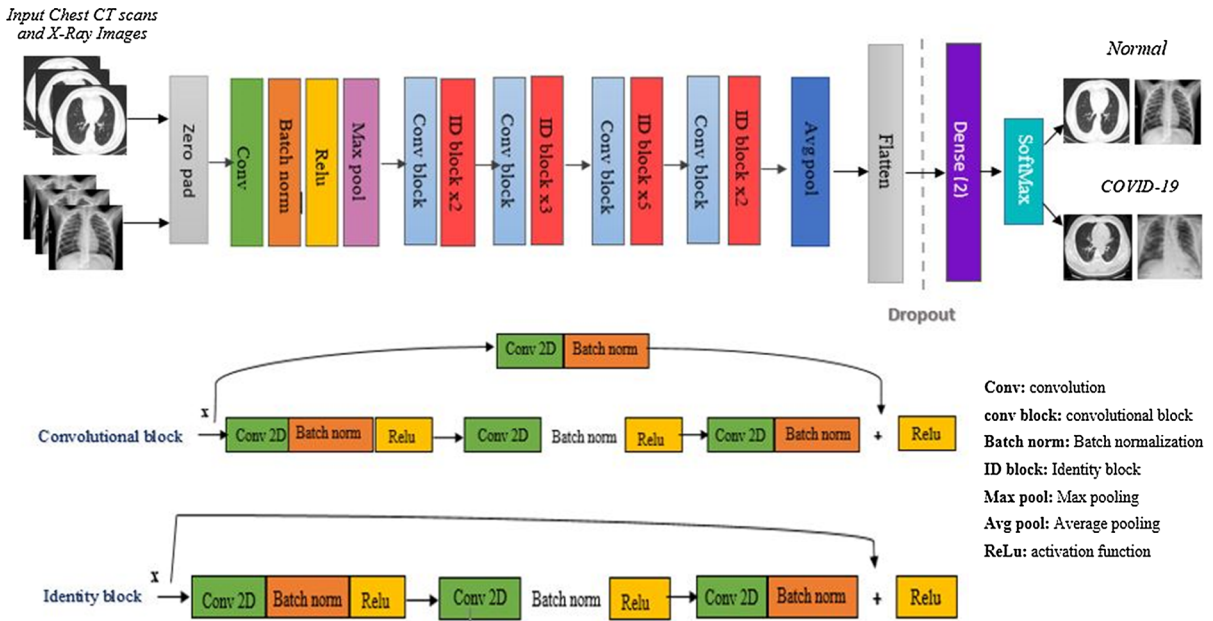 Input Chest CT scans
and X-Ray Images
Zero pad
Conv
Batch norm
Relu
Max pool
Conv block
ID block x2
Conv block
ID block x3
Conv block
ID block x5
Conv block
ID block x2
Avg pool
Flatten
Dropout
Dense (2)
SoftMax
Normal
COVID-19
Conv 2D Batch norm
x
Convolutional block Conv 2D Batch norm Relu Conv 2D Batch norm Relu Conv 2D Batch norm + Relu
x
Identity block Conv 2D Batch norm Relu Conv 2D Batch norm Relu Conv 2D Batch norm + Relu
Conv: convolution
conv block: convolutional block
Batch norm: Batch normalization
ID block: Identity block
Max pool: Max pooling
Avg pool: Average pooling
ReLu: activation function